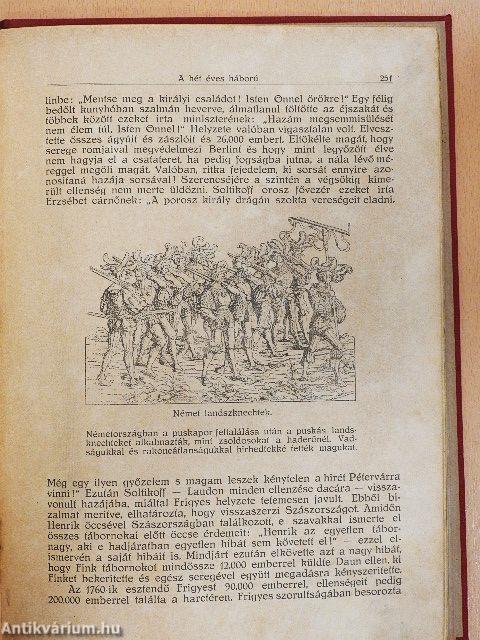 A hét éves háború 251
linbe: „Mentse meg a királyi családot! Isten Önnel örökre!" Egy félig
bedőlt kunyhóban szalmán heverve, álmatlanul töltötte az éjszakát és
többek között ezeket írta miniszterének: „Hazám megsemmisülését
nem élem túl. Isten Önnel!" Helyzete valóban vigasztalan volt. Elvesz-
tette összes ágyúit és zászlóit és 26.000 embert. Eltökélte magát, hogy
serege romjaival megvédelmezi Berlint és hogy mint legyőzött élve
nem hagyja el a csatateret, ha pedig fogságba jutna, a nála lévő mé-
reggel megöli magát. Valóban, ritka fejedelem, ki sorsát ennyire azo-
nosítaná hazája sorsával! Szerencséjére a szintén a végsőkig kime-
rült ellenség nem merte üldözni. Soltikoff orosz fővezér ezeket írta
Erzsébet cárnőnek: „A porosz király drágán szokta vereségeit eladni.
Német landszknechtek.
Németországban a puskapor feltalálása után a puskás lands-
knechteket alkalmazták, mint zsoldosokat a haderőnél. Vad-
ságukkal és rakoncátlanságukkal hírhedtekké tették magukat.
Még egy ilyen győzelem s magam leszek kénytelen a hírét Pétervárra
vinni!" Ezután Soltikoff — Laudon minden ellenzése dacára — vissza-
vonult hazájába, miáltal Frigyes helyzete tetemesen javult. Ebből bi-
zalmat merítve, elhatározta, hogy visszaszerzi Szászországot. Amidőn
Henrik öccsével Szászországban találkozott, e szavakkal ismerte el
összes tábornokai előtt öccse érdemeit: „Henrik az egyetlen tábor-
nagy, aki e hadjáratban egyetlen hibát sem követett el!" — ezzel el-
ismervén a saját hibáit is. Mindjárt ezután elkövette azt a nagy hibát,
hogy Fink tábornokot mindössze 12.000 emberrel küldte Daun ellen, ki
Finket bekerítette és egész seregével együtt megadásra kényszerítette.
Az 1760-ik esztendő Frigyest 90.000 emberrel, ellenségeit pedig
200.000 emberrel találta a harctéren. Frigyes szorultságában besorozta
Antikvárium.hu